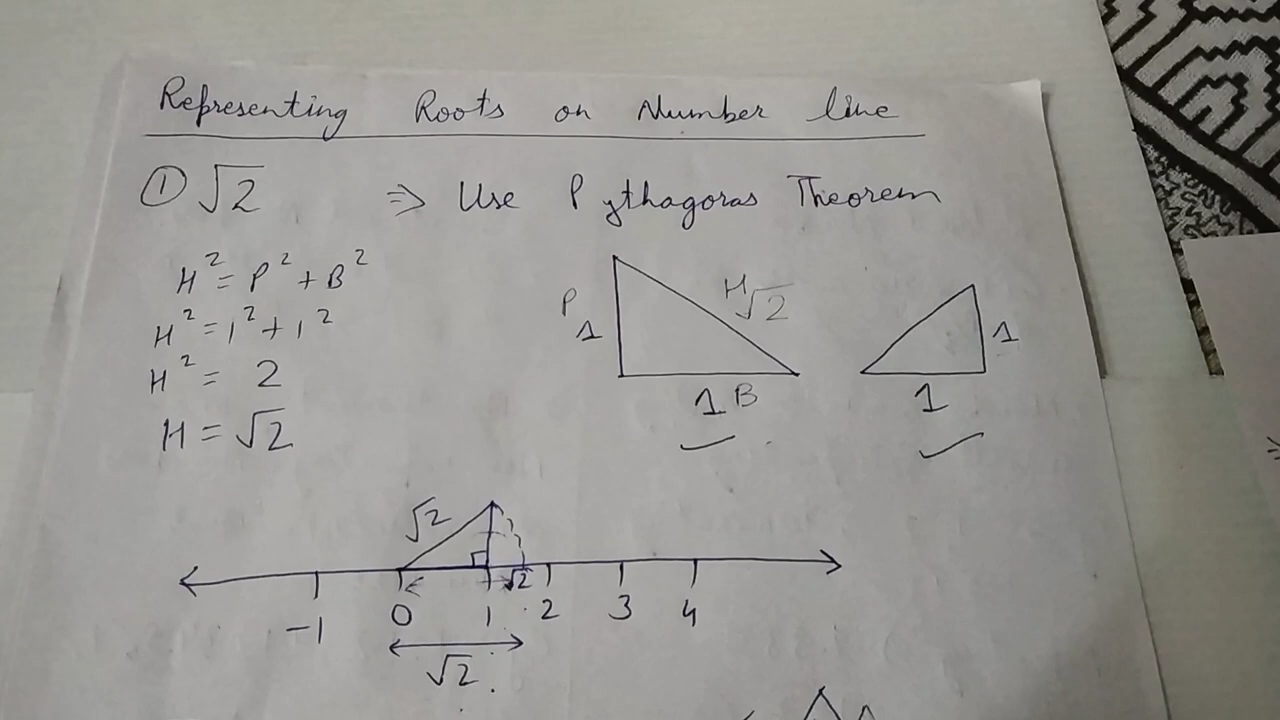 Representing Roots on Number line
① √2 ⇒ Use Pythagoras Theorem
H² = P² + B²
H² = 1² + 1²
H² = 2
H = √2
P
1
H √2
1 B
1
1
√2
√2
-1 0 1 2 3 4
√2